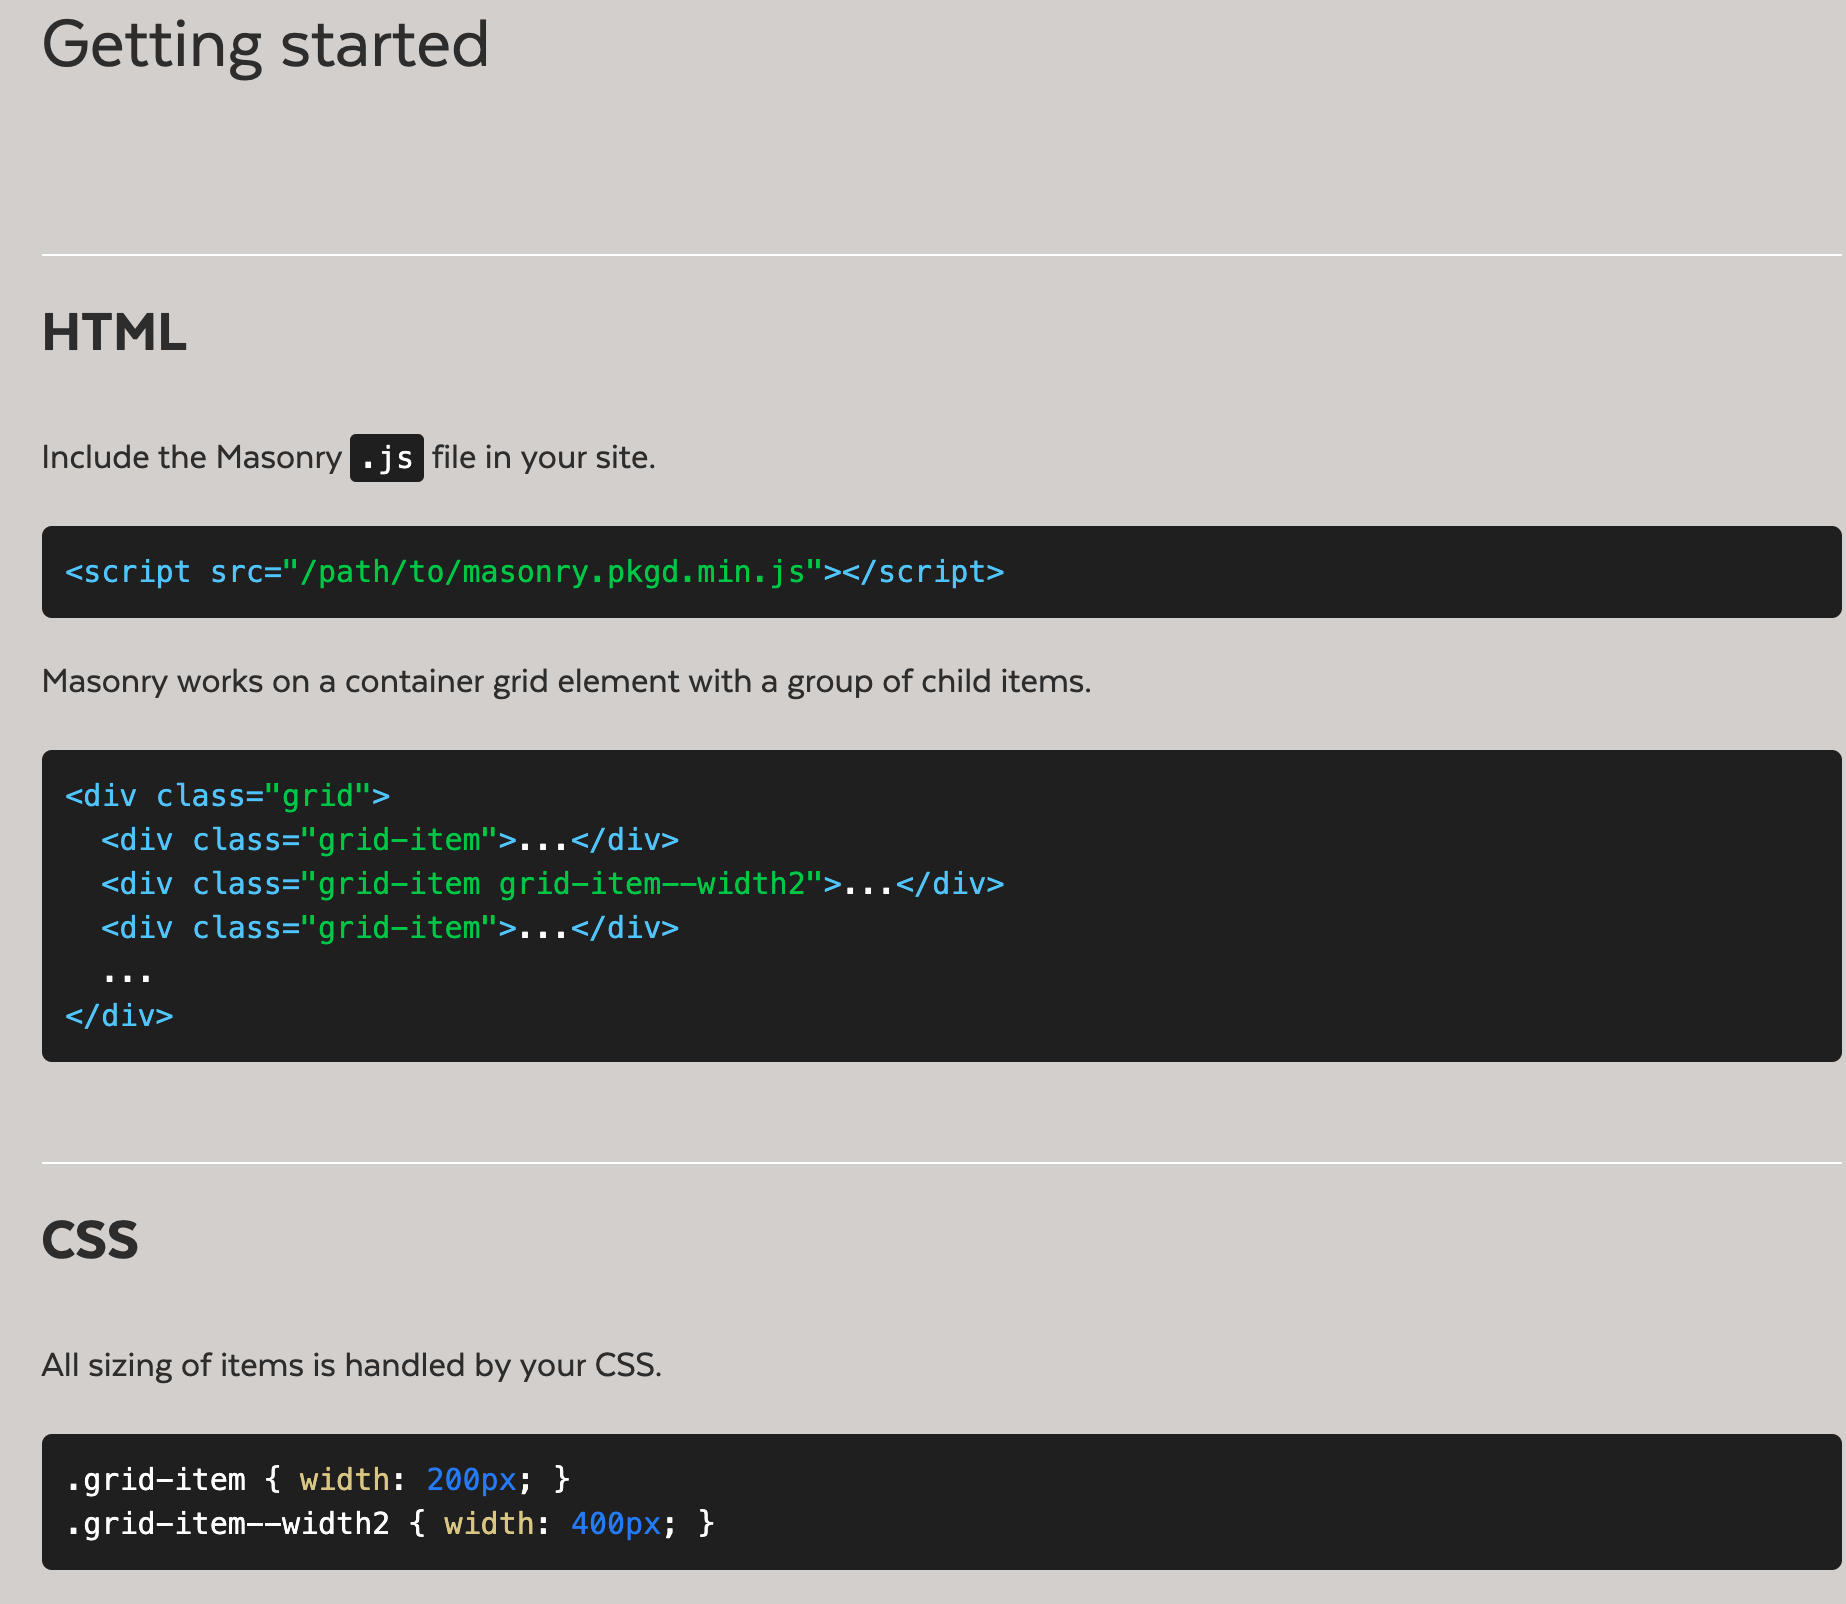 Getting started
HTML
Include the Masonry .js file in your site.
<script src="/path/to/masonry.pkgd.min.js"></script>
Masonry works on a container grid element with a group of child items.
<div class="grid">
  <div class="grid-item">...</div>
  <div class="grid-item grid-item--width2">...</div>
  <div class="grid-item">...</div>
  ...
</div>
CSS
All sizing of items is handled by your CSS.
.grid-item { width: 200px; }
.grid-item--width2 { width: 400px; }